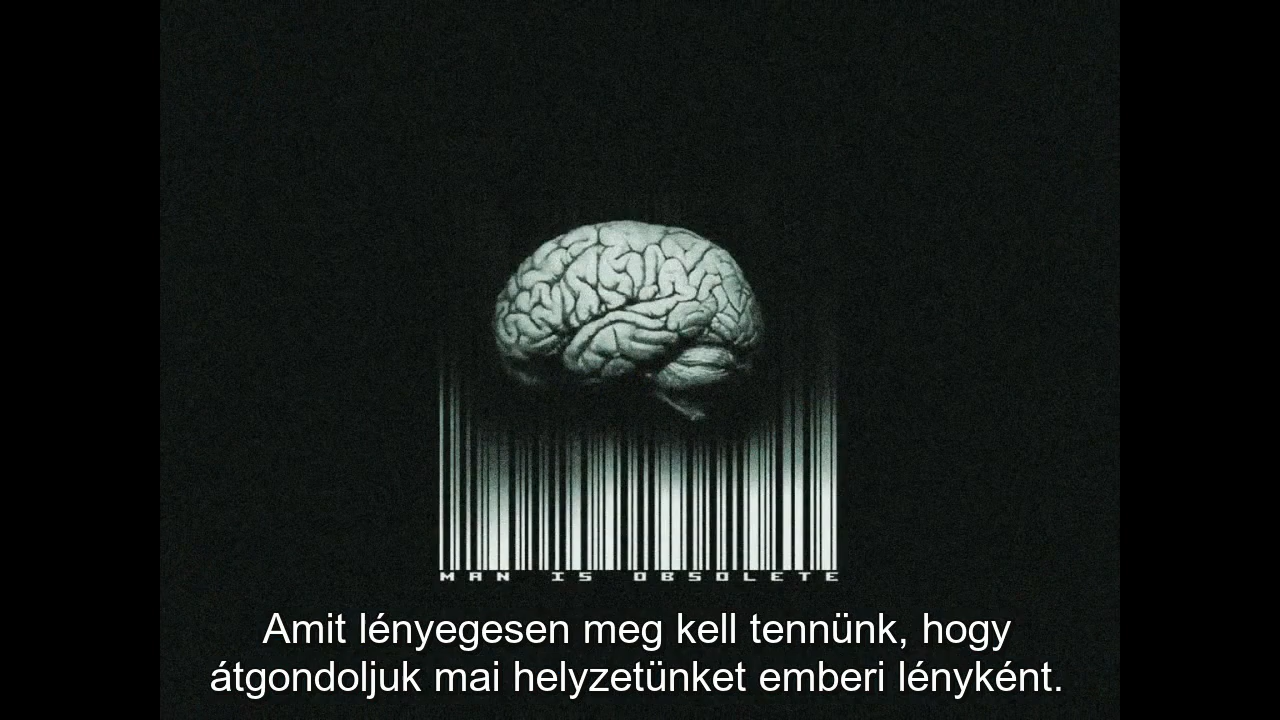 MAN IS OBSOLETE
Amit lényegesen meg kell tennünk, hogy
átgondoljuk mai helyzetünket emberi lényként.